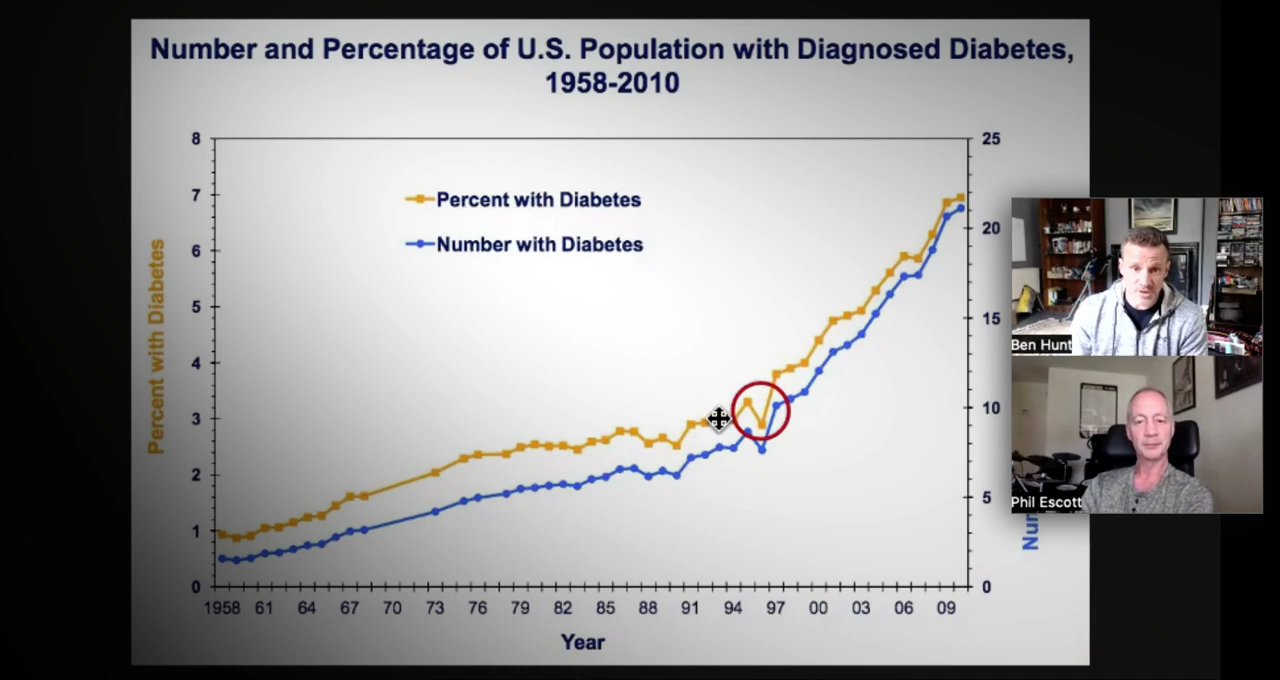 Number and Percentage of U.S. Population with Diagnosed Diabetes,
1958-2010
8
7
6
5
4
3
2
1
0
Percent with Diabetes
Percent with Diabetes
Number with Diabetes
25
20
15
10
5
0
1958 61 64 67 70 73 76 79 82 85 88 91 94 97 00 03 06 09
Year
Ben Hunt
Phil Escott